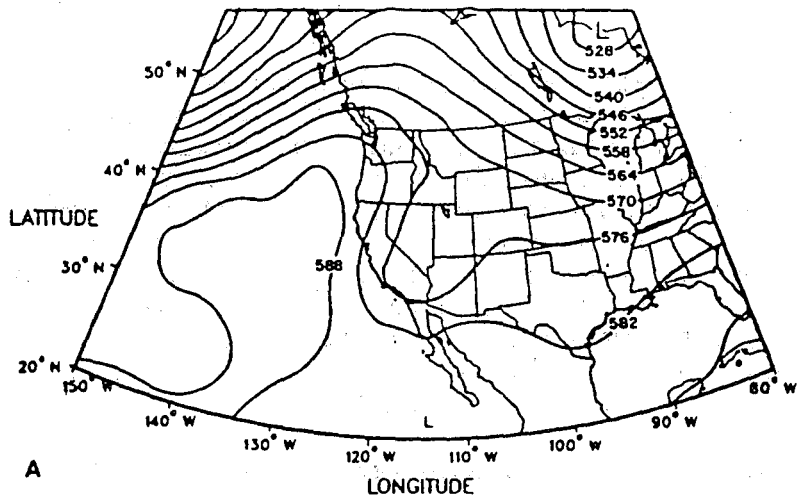 L
528
534
50° N
540
546
552
558
40° N
564
570
LATITUDE
576
588
30° N
582
20° N
150° W
80° W
140° W
L
90° W
130° W
100° W
120° W
110° W
A
LONGITUDE